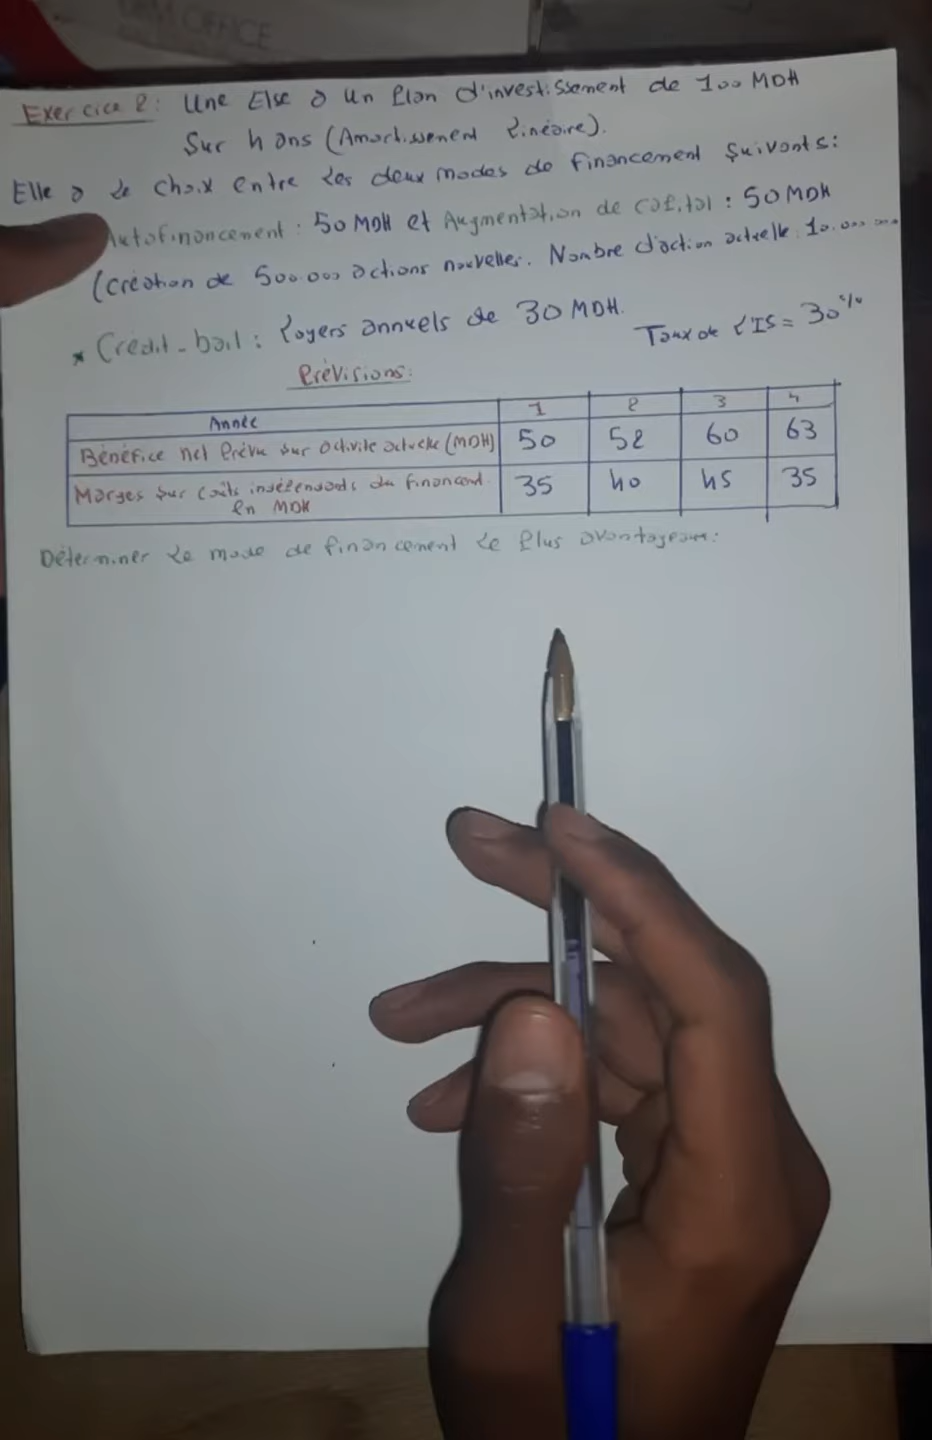 OFFICE
Exercice 2: Une Else a un Plan d'investissement de 100 MDH
Sur 4 ans (Amortissement linéaire).
Elle a le choix entre les deux modes de financement suivants:
Autofinancement: 50 MDH et Augmentation de capital: 50 MDH
(Création de 500.000 actions nouvelles. Nombre d'action actuelle 10.000.000
* Crédit-bail: loyers annuels de 30 MDH. Taux de l'IS = 30%
Prévisions:
Année 1 2 3 4
Bénéfice net Prévu sur activité actuelle (MDH) 50 52 60 63
Marges sur coûts indépendants du financent. 35 40 45 35
en MDH
Déterminer le mode de financement le plus avantageux: